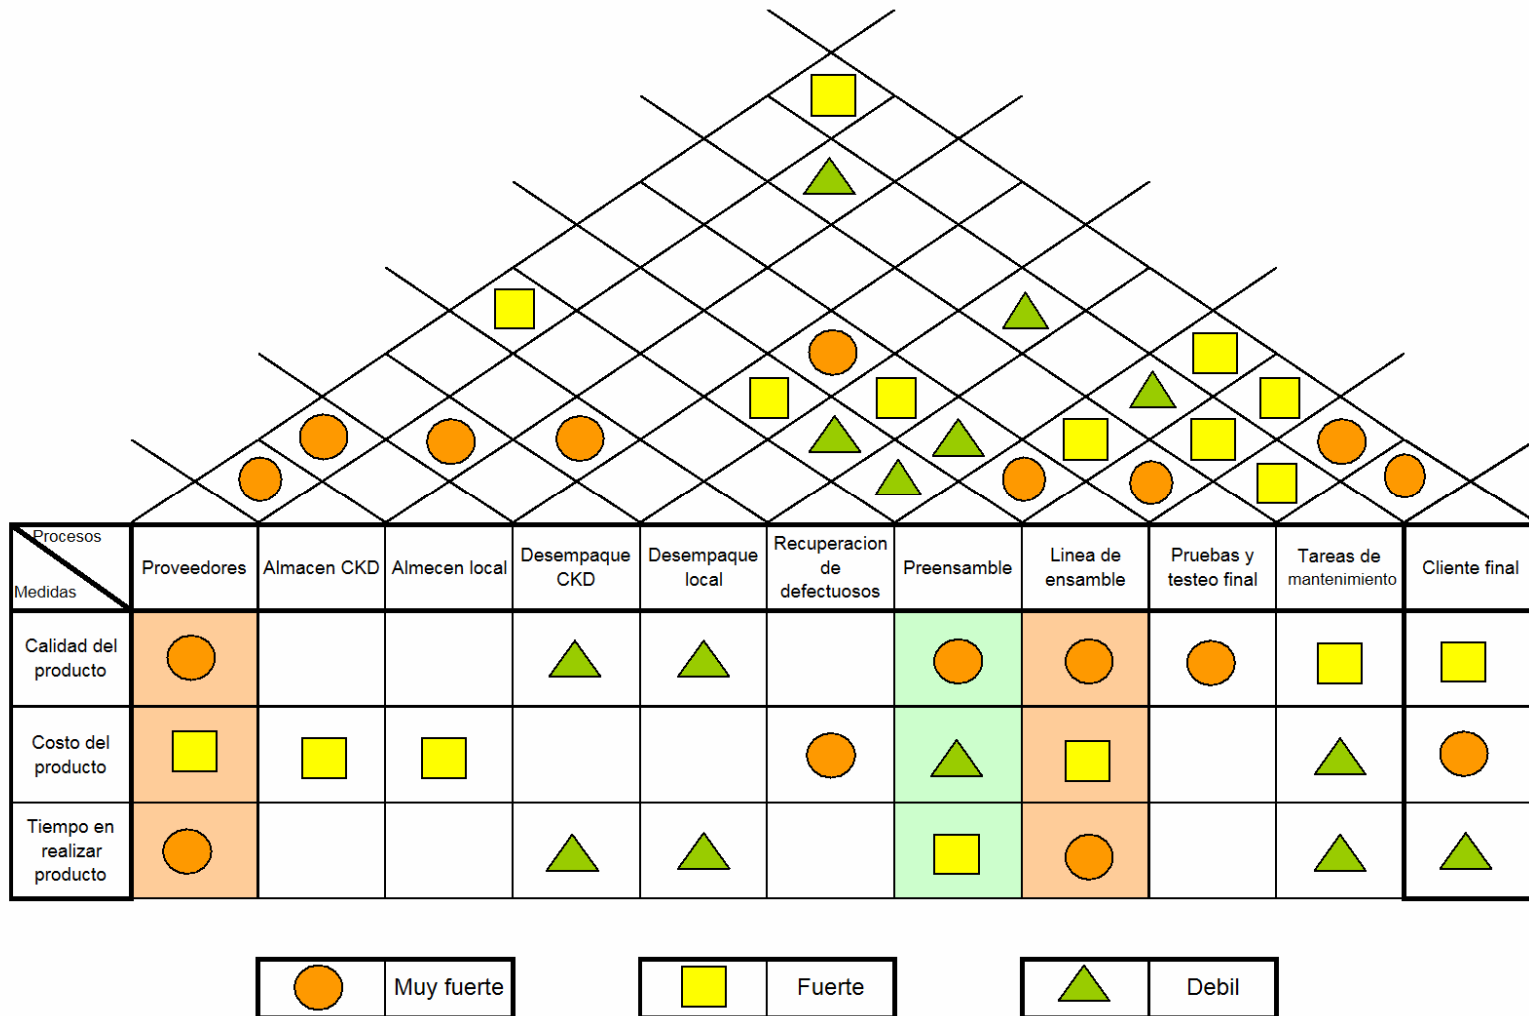 Procesos
Medidas
Proveedores
Almacen CKD
Almecen local
Desempaque
CKD
Desempaque
local
Recuperacion
de
defectuosos
Preensamble
Linea de
ensamble
Pruebas y
testeo final
Tareas de
mantenimiento
Cliente final
Calidad del
producto
Costo del
producto
Tiempo en
realizar
producto
Muy fuerte
Fuerte
Debil